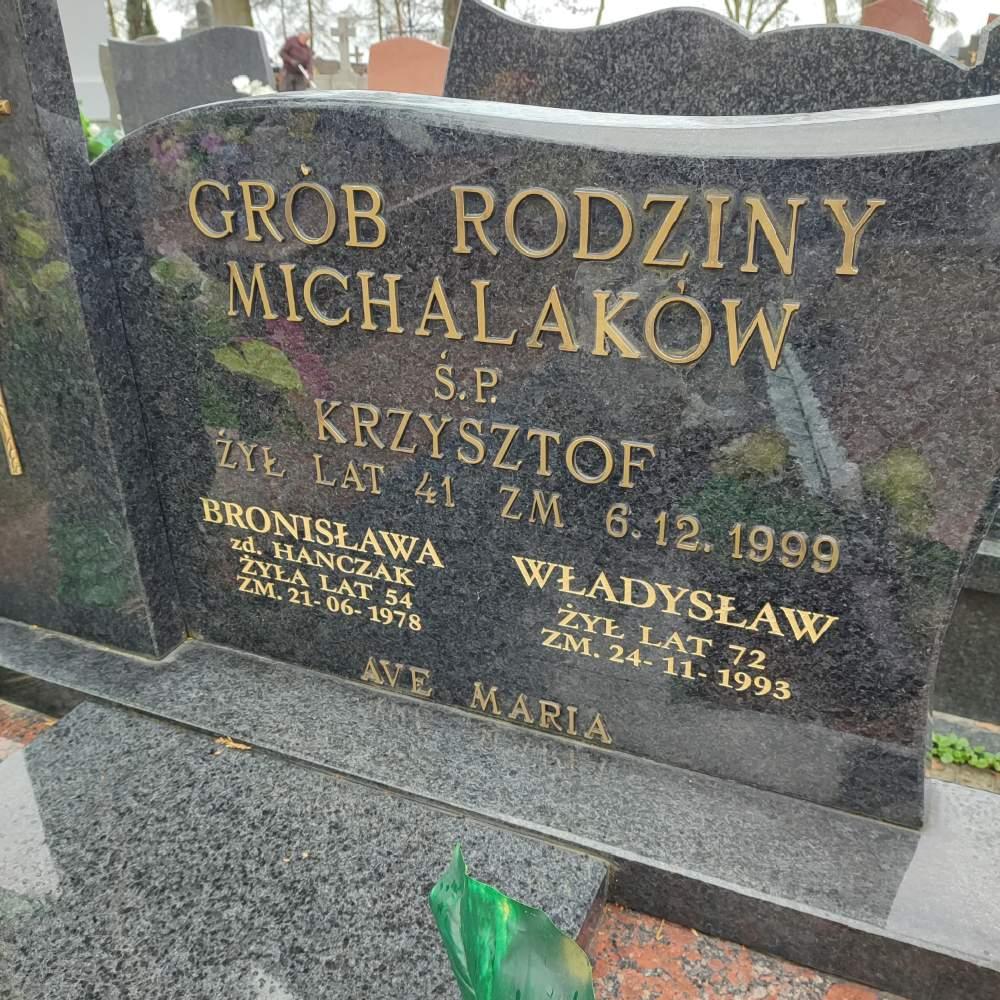 GRÓB RODZINY
MICHALAKÓW
Ś.P.
KRZYSZTOF
ŻYŁ LAT 41 ZM 6.12.1999
BRONISŁAWA
zd. HANCZAK
ŻYŁA LAT 54
ZM. 21-06-1978
WŁADYSŁAW
ŻYŁ LAT 72
ZM. 24-11-1993
AVE MARIA